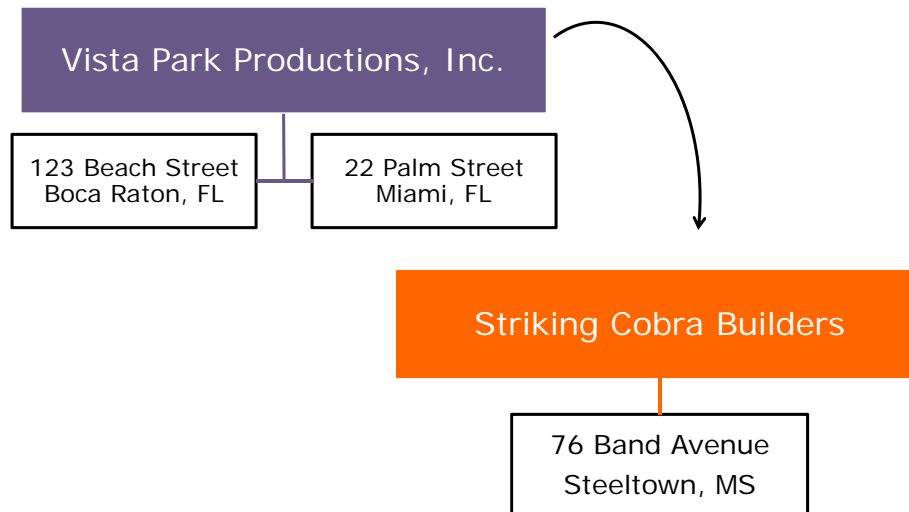 Vista Park Productions, Inc.
123 Beach Street
Boca Raton, FL
22 Palm Street
Miami, FL
Striking Cobra Builders
76 Band Avenue
Steeltown, MS